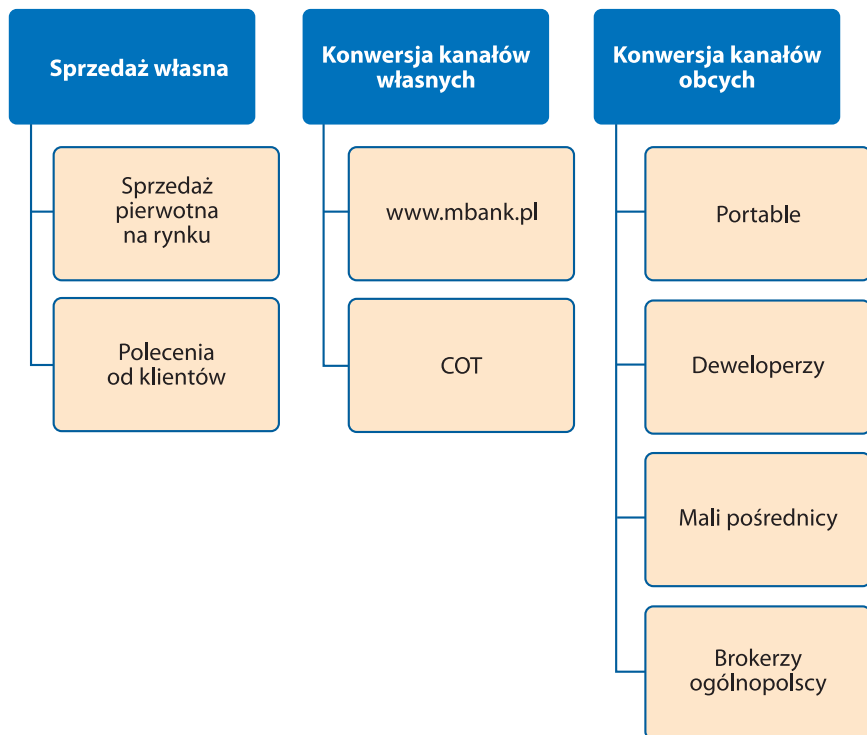 Sprzedaż własna
Sprzedaż
pierwotna
na rynku
Polecenia
od klientów
Konwersja kanałów
własnych
www.mbank.pl
COT
Konwersja kanałów
obcych
Portable
Deweloperzy
Mali pośrednicy
Brokerzy
ogólnopolscy